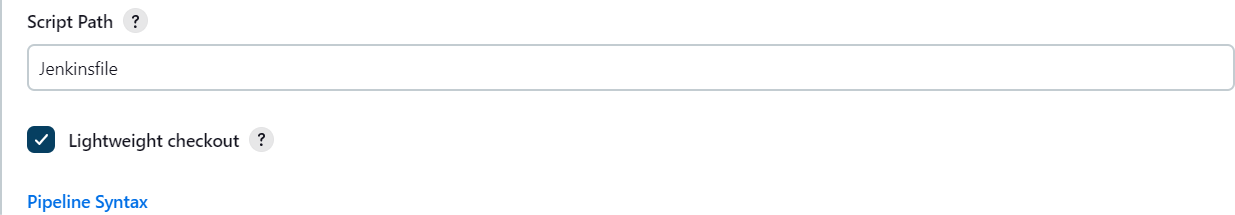 Script Path ?
Jenkinsfile
Lightweight checkout ?
Pipeline Syntax